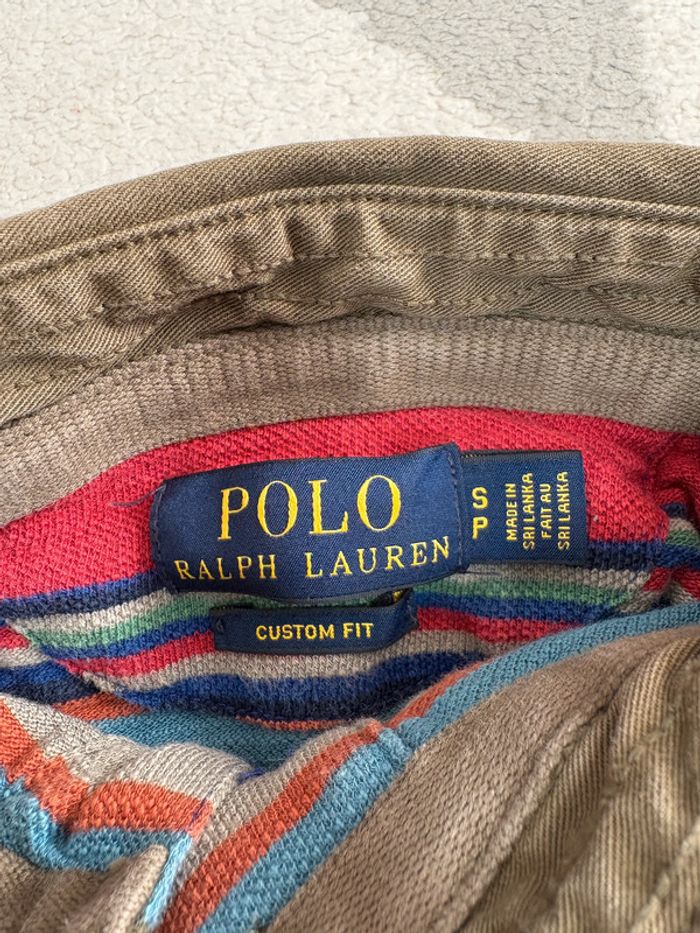 POLO
RALPH LAUREN
CUSTOM FIT
S
P
MADE IN
SRI LANKA
FAIT AU
SRI LANKA